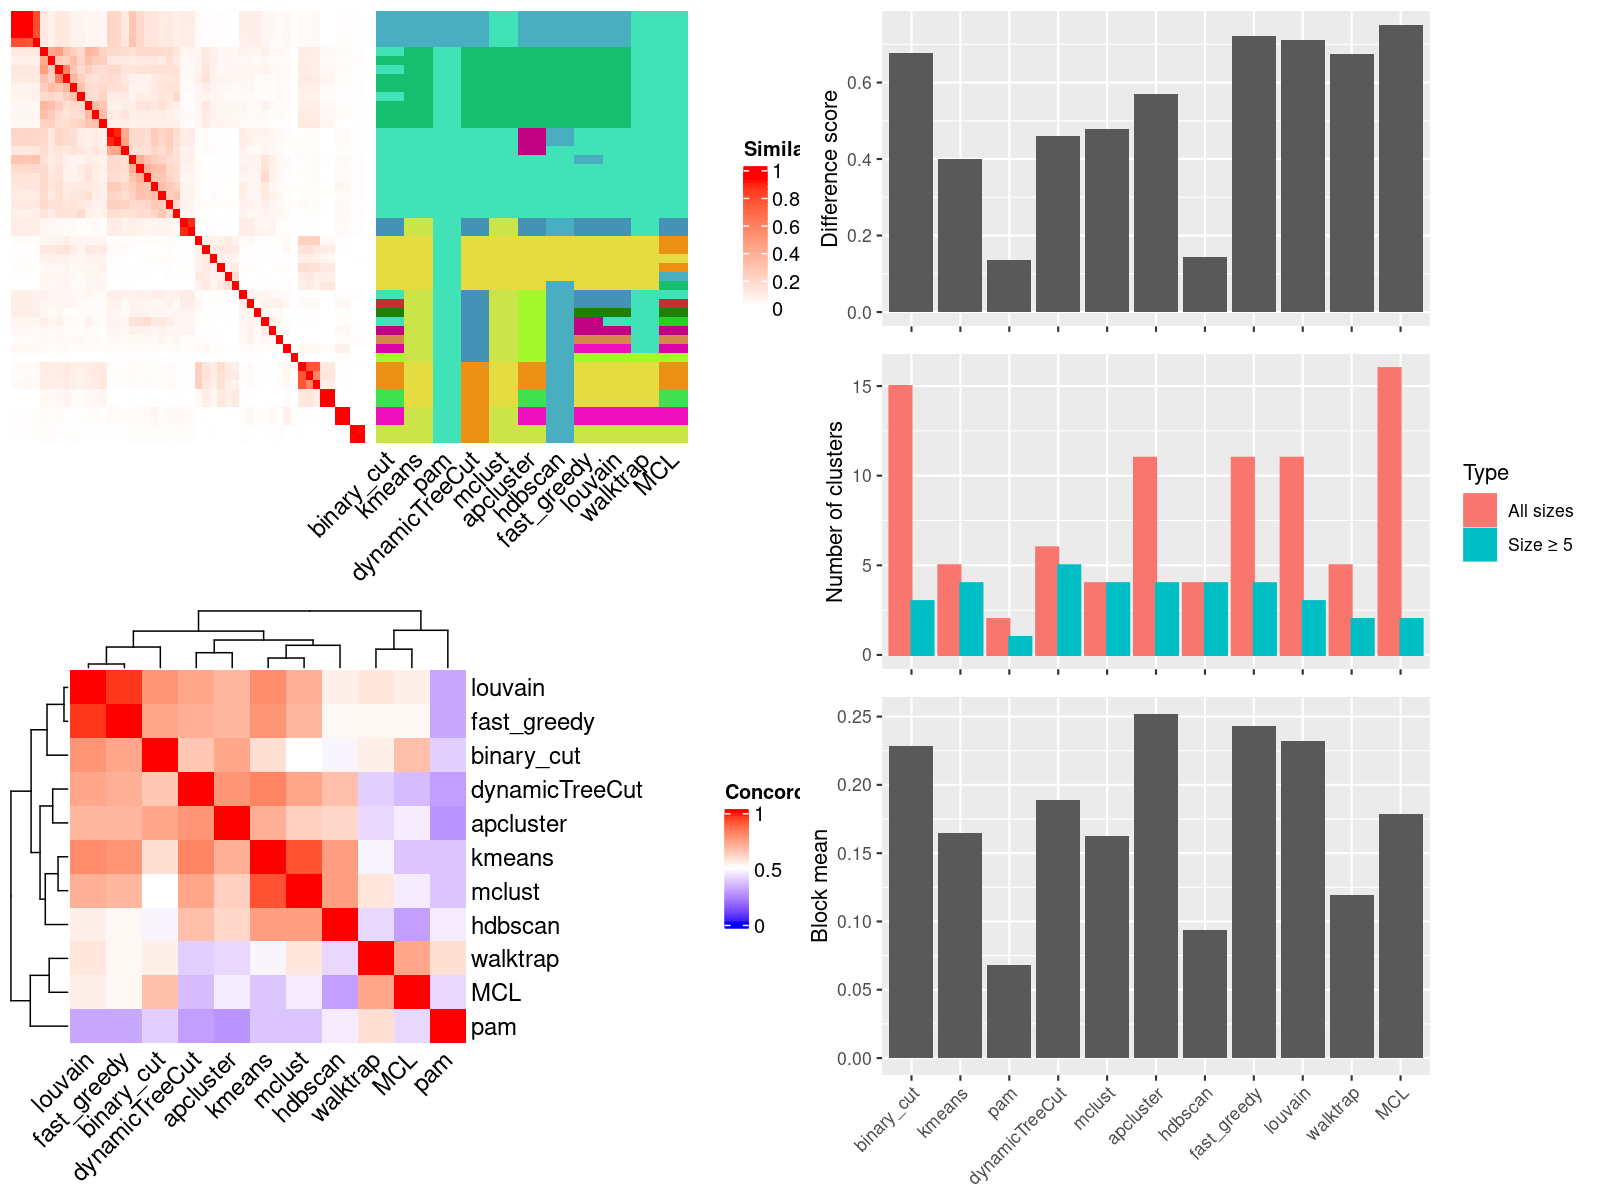 Simila
1
0.8
0.6
0.4
0.2
0
binary_cut
kmeans
pam
dynamicTreeCut
mclust
apcluster
hdbscan
fast_greedy
louvain
walktrap
MCL
louvain
fast_greedy
binary_cut
dynamicTreeCut
apcluster
kmeans
mclust
hdbscan
walktrap
MCL
pam
louvain
fast_greedy
binary_cut
dynamicTreeCut
apcluster
kmeans
mclust
hdbscan
walktrap
MCL
pam
Concord
1
0.5
0
Difference score
0.6
0.4
0.2
0.0
Number of clusters
15
10
5
0
Type
All sizes
Size ≥ 5
Block mean
0.25
0.20
0.15
0.10
0.05
0.00
binary_cut
kmeans
pam
dynamicTreeCut
mclust
apcluster
hdbscan
fast_greedy
louvain
walktrap
MCL